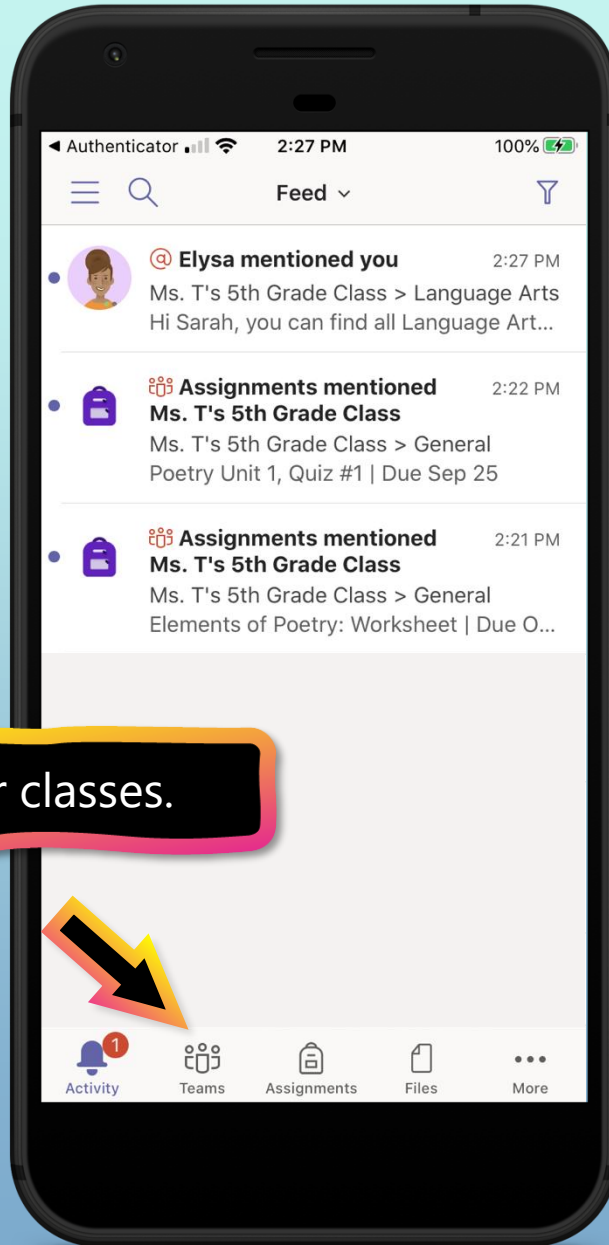 Authenticator 2:27 PM 100%
Feed
@ Elysa mentioned you 2:27 PM
Ms. T's 5th Grade Class > Language Arts
Hi Sarah, you can find all Language Art...
Assignments mentioned 2:22 PM
Ms. T's 5th Grade Class
Ms. T's 5th Grade Class > General
Poetry Unit 1, Quiz #1 | Due Sep 25
Assignments mentioned 2:21 PM
Ms. T's 5th Grade Class
Ms. T's 5th Grade Class > General
Elements of Poetry: Worksheet | Due O...
classes.
1
Activity Teams Assignments Files More